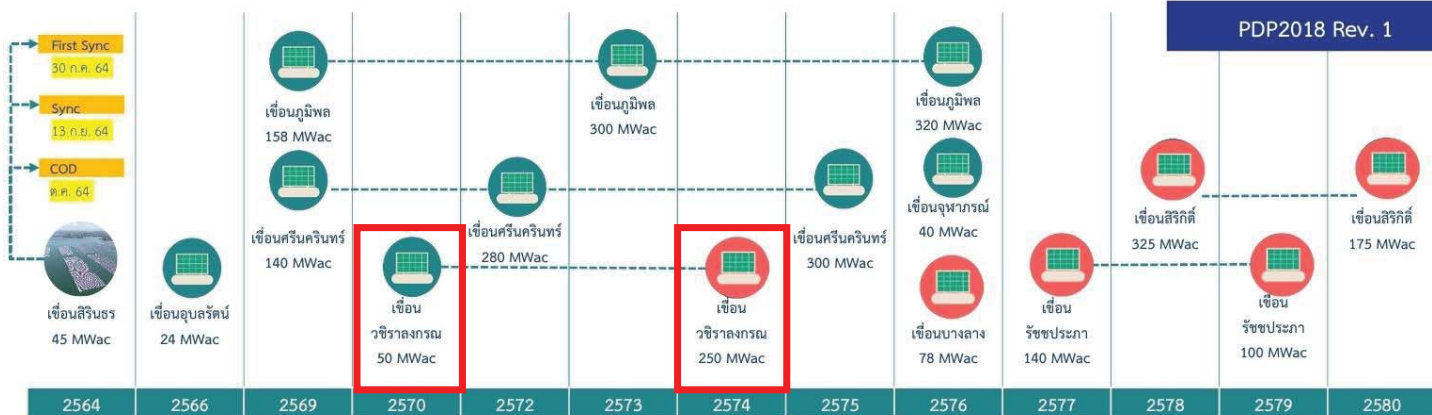 PDP2018 Rev. 1
First Sync
30 ก.ค. 64
Sync
13 ก.ย. 64
COD
ต.ค. 64
เขื่อนสิรินธร
45 MWac
เขื่อนอุบลรัตน์
24 MWac
เขื่อนภูมิพล
158 MWac
เขื่อนศรีนครินทร์
140 MWac
เขื่อน
วชิราลงกรณ
50 MWac
เขื่อนศรีนครินทร์
280 MWac
เขื่อนภูมิพล
300 MWac
เขื่อน
วชิราลงกรณ
250 MWac
เขื่อนศรีนครินทร์
300 MWac
เขื่อนภูมิพล
320 MWac
เขื่อนจุฬาภรณ์
40 MWac
เขื่อนบางลาง
78 MWac
เขื่อน
รัชชประภา
140 MWac
เขื่อนสิริกิติ์
325 MWac
เขื่อน
รัชชประภา
100 MWac
เขื่อนสิริกิติ์
175 MWac
2564 2566 2569 2570 2572 2573 2574 2575 2576 2577 2578 2579 2580